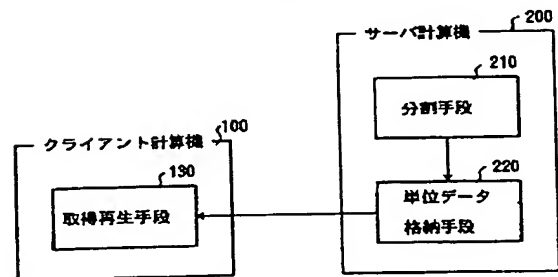 サーバ計算機
200
210
分割手段
クライアント計算機
100
130
取得再生手段
220
単位データ
格納手段